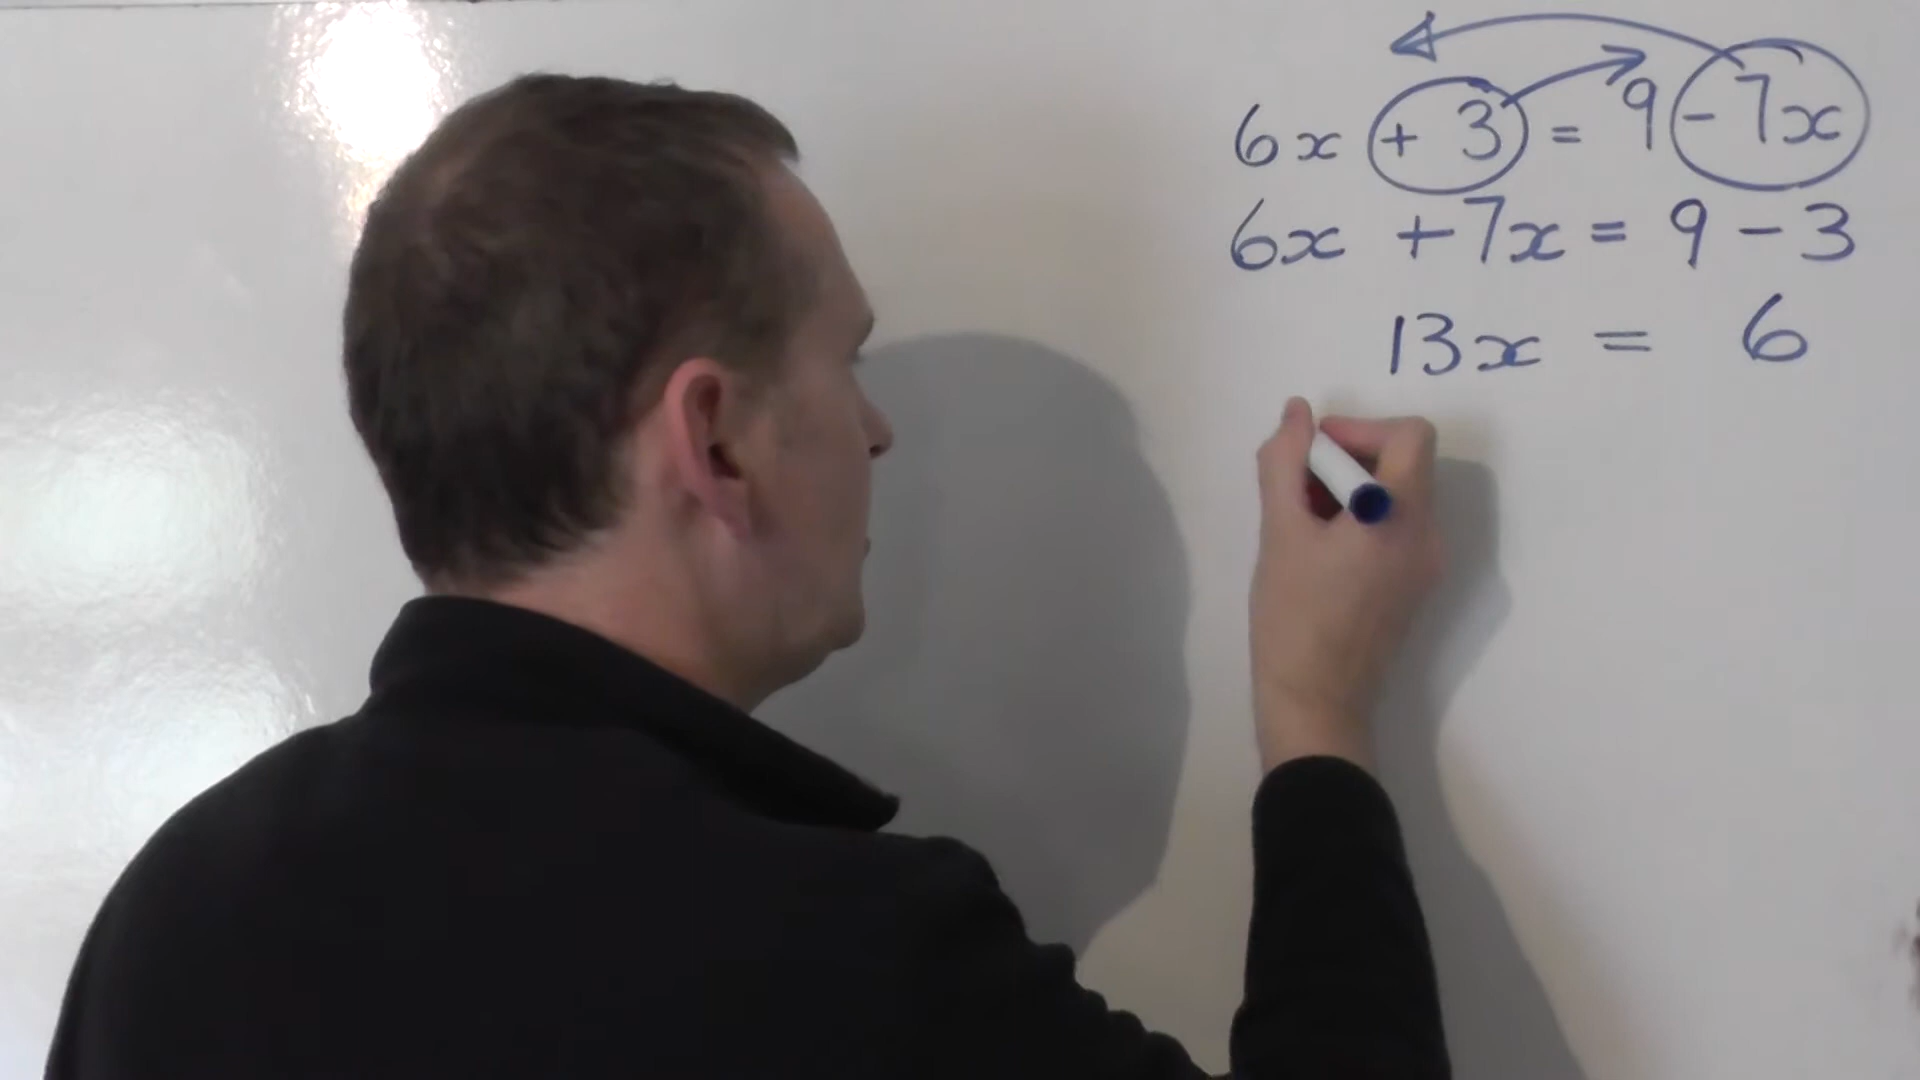 6x + 3 = 9 - 7x
6x + 7x = 9 - 3
13x = 6